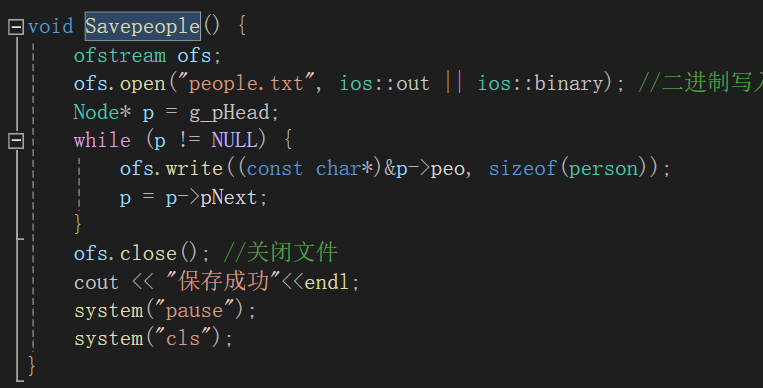 void Savepeople() {
ofstream ofs;
ofs.open("people.txt", ios::out || ios::binary); //二进制写
Node* p = g_pHead;
while (p != NULL) {
ofs.write((const char*)&p->peo, sizeof(person));
p = p->pNext;
}
ofs.close(); //关闭文件
cout << "保存成功"<<endl;
system("pause");
system("cls");
}